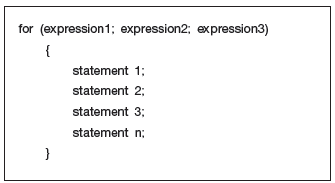 for (expression1; expression2; expression3)
{
statement 1;
statement 2;
statement 3;
statement n;
}